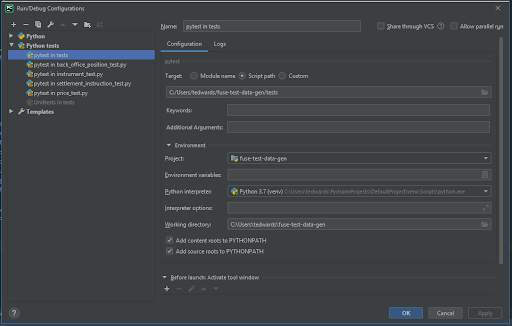 Run/Debug Configurations
Name: pytest in tests
Share through VCS
Allow parallel run
Python
Python tests
pytest in tests
pytest in back_office_position_test.py
pytest in instrument_test.py
pytest in settlement_instruction_test.py
pytest in price_test.py
Unittests in tests
Templates
Configuration Logs
pytest
Target Module name Script path Custom
C:/Users/tedwards/fuse-test-data-gen/tests
Keywords:
Additional Arguments:
Environment
Project: fuse-test-data-gen
Environment variables:
Python interpreter: Python 3.7 (venv) C:\Users\tedwards\PycharmProjects\DefaultProject\venv\Scripts\python.exe
Interpreter options:
Working directory: C:\Users\tedwards\fuse-test-data-gen
Add content roots to PYTHONPATH
Add source roots to PYTHONPATH
Before launch: Activate tool window
OK Cancel Apply